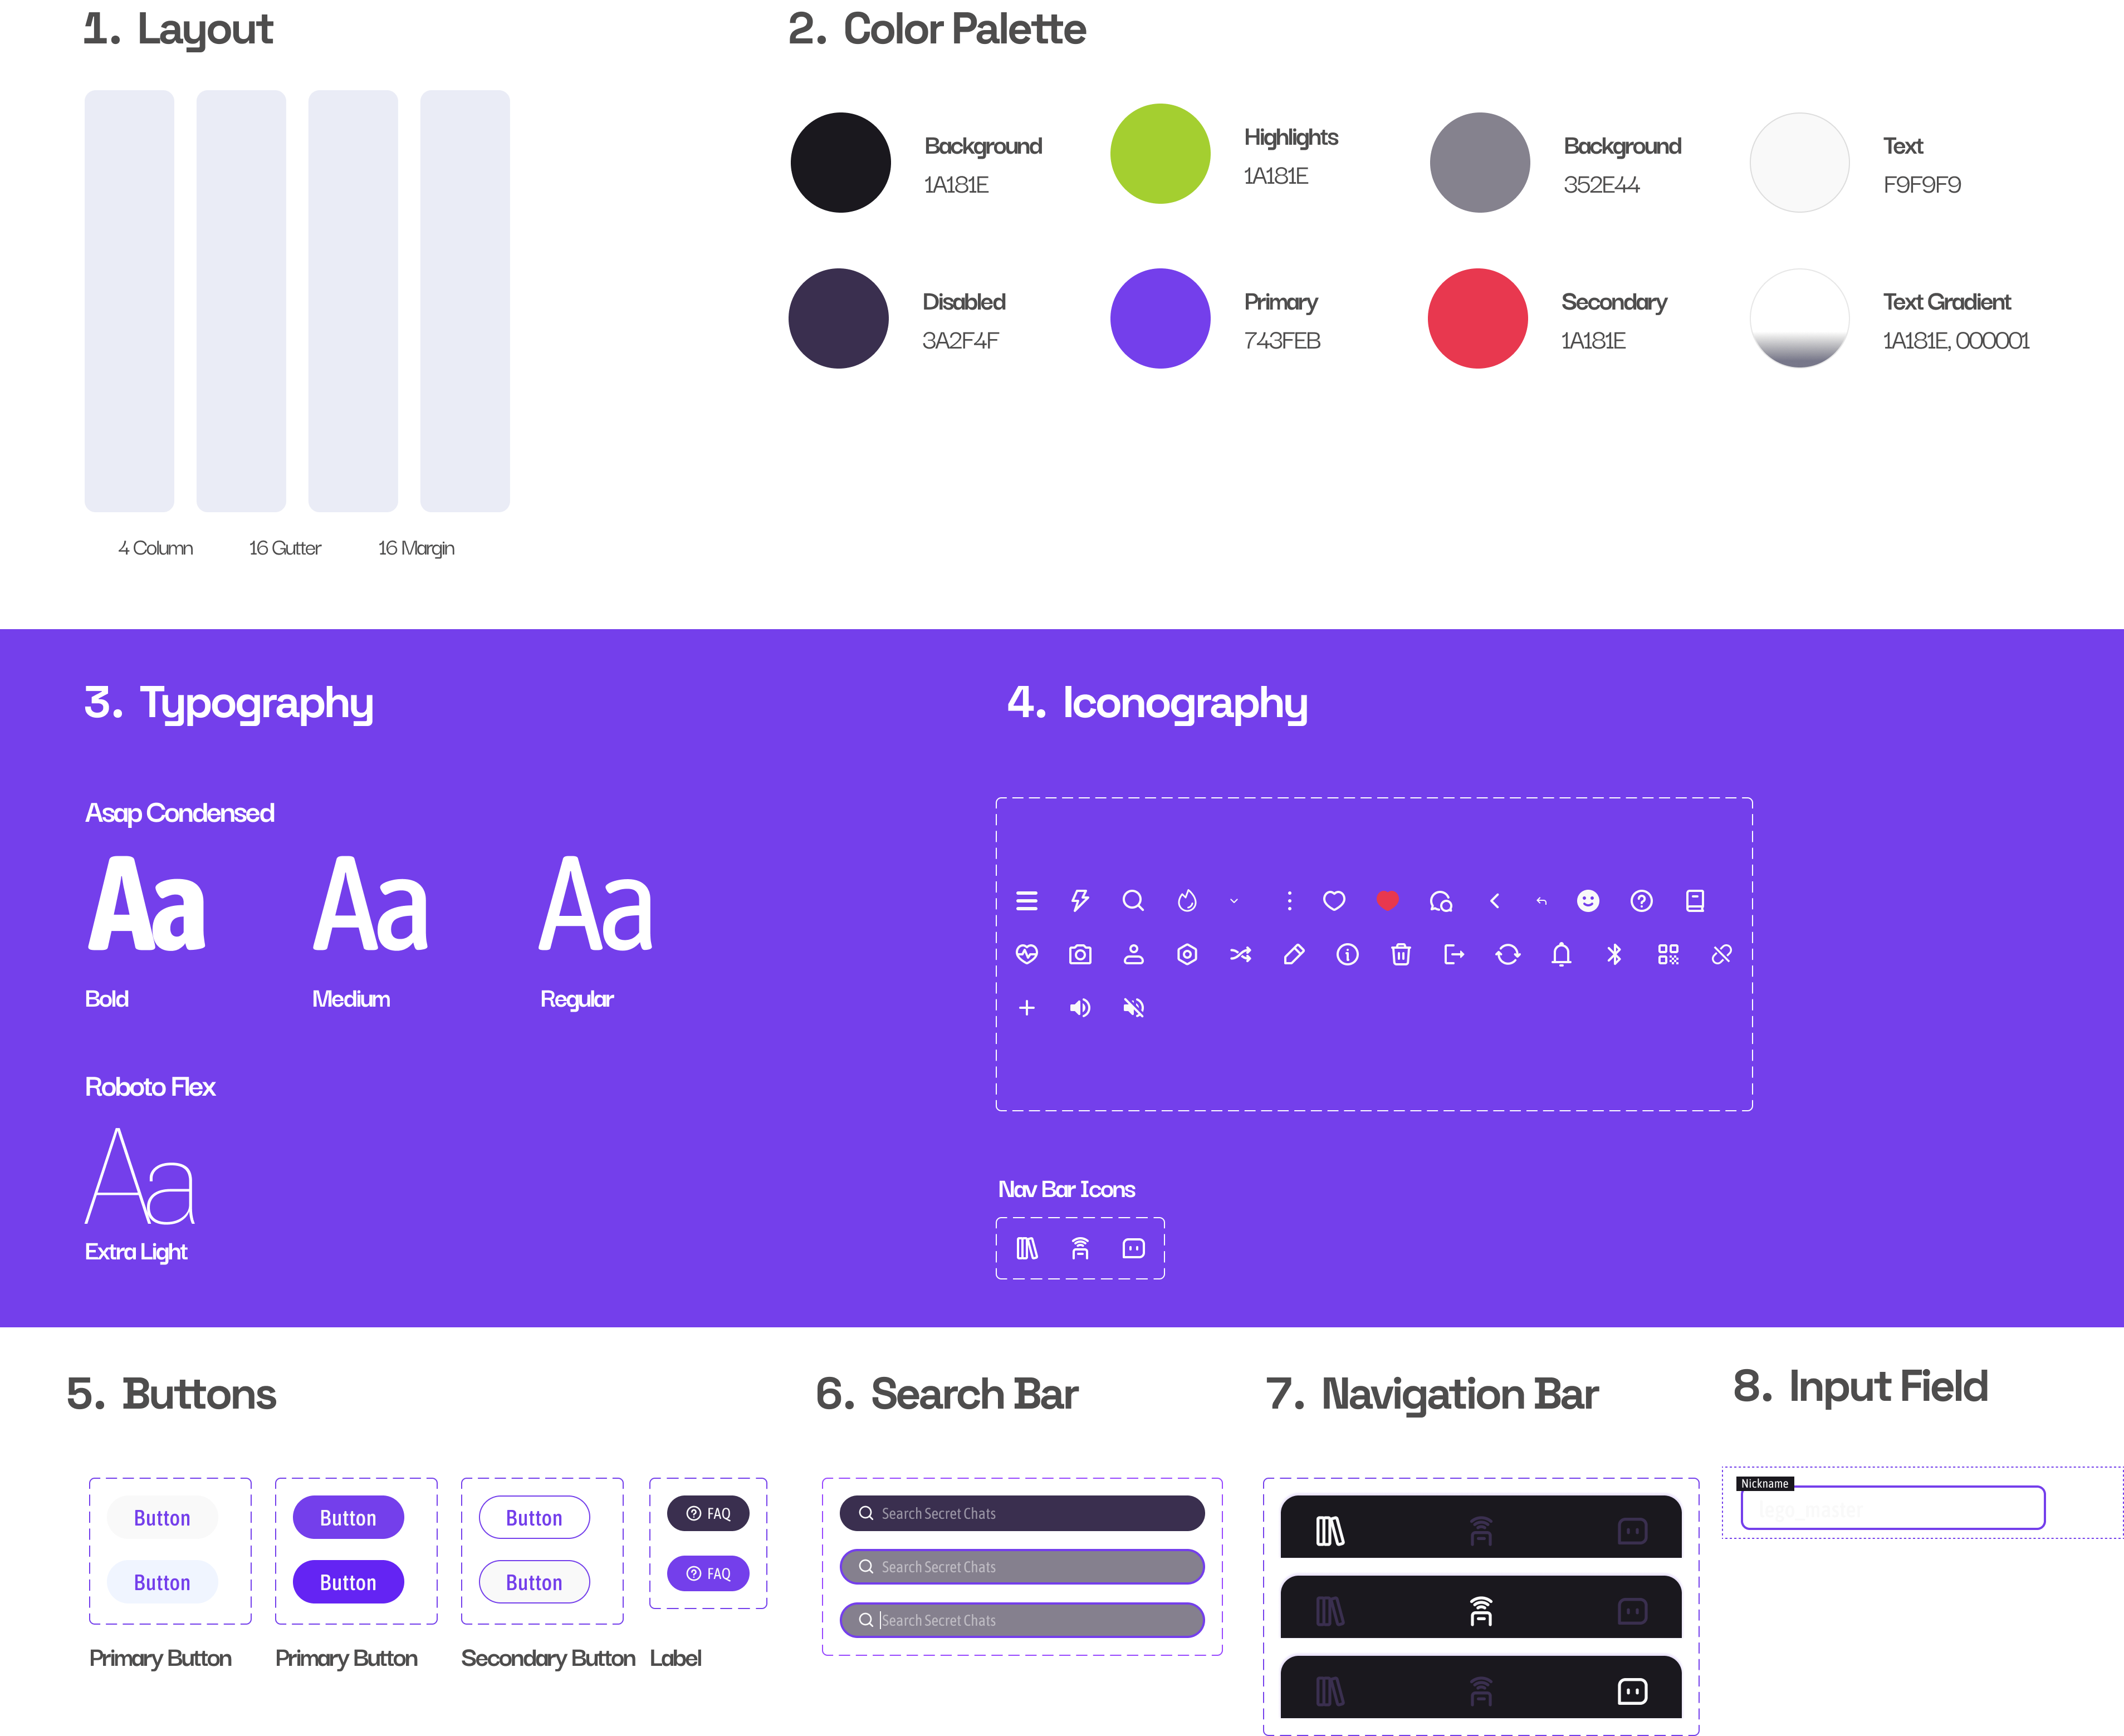 1. Layout
4 Column
16 Gutter
16 Margin
2. Color Palette
Background
1A181E
Highlights
1A181E
Background
352E44
Text
F9F9F9
Disabled
3A2F4F
Primary
743FEB
Secondary
1A181E
Text Gradient
1A181E, 000001
3. Typography
Asap Condensed
Aa
Aa
Aa
Bold
Medium
Regular
Roboto Flex
Aa
Extra Light
4. Iconography
Nav Bar Icons
5. Buttons
Button
Button
Primary Button
Button
Button
Primary Button
Button
Button
Secondary Button
FAQ
FAQ
Label
6. Search Bar
Search Secret Chats
Search Secret Chats
Search Secret Chats
7. Navigation Bar
8. Input Field
Nickname
lego_master